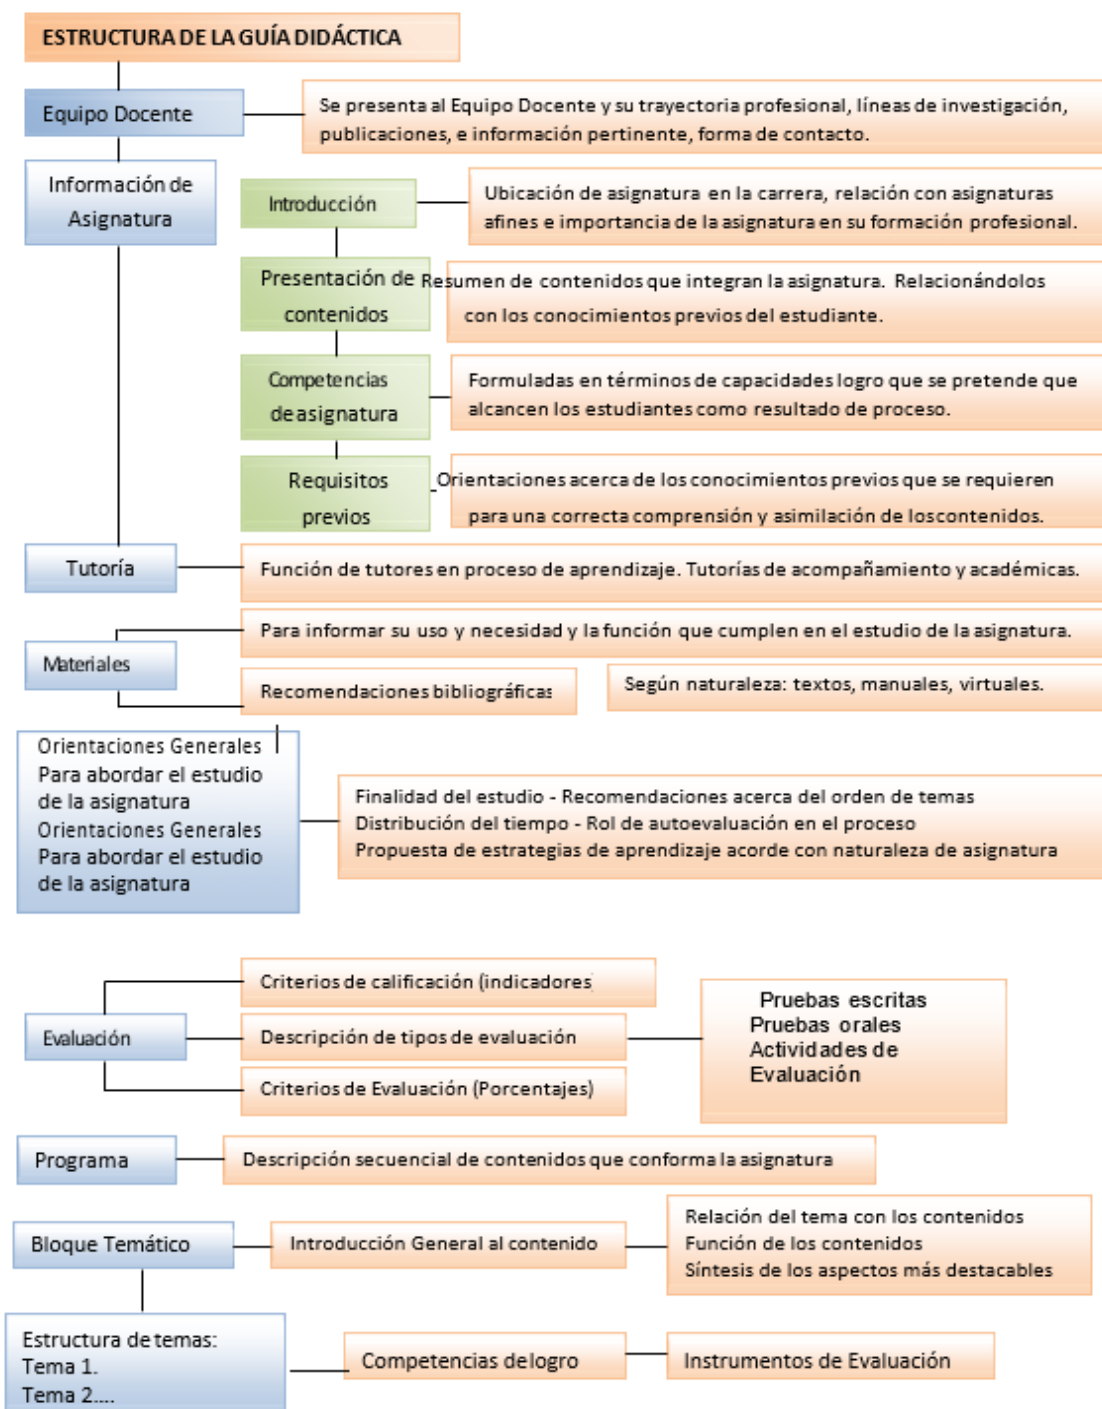 ESTRUCTURA DE LA GUÍA DIDÁCTICA
Equipo Docente
Se presenta al Equipo Docente y su trayectoria profesional, líneas de investigación,
publicaciones, e información pertinente, forma de contacto.
Información de
Asignatura
Introducción
Ubicación de asignatura en la carrera, relación con asignaturas
afines e importancia de la asignatura en su formación profesional.
Presentación de
contenidos
Resumen de contenidos que integran la asignatura. Relacionándolos
con los conocimientos previos del estudiante.
Competencias
de asignatura
Formuladas en términos de capacidades logro que se pretende que
alcancen los estudiantes como resultado de proceso.
Requisitos
previos
Orientaciones acerca de los conocimientos previos que se requieren
para una correcta comprensión y asimilación de loscontenidos.
Tutoría
Función de tutores en proceso de aprendizaje. Tutorías de acompañamiento y académicas.
Materiales
Para informar su uso y necesidad y la función que cumplen en el estudio de la asignatura.
Recomendaciones bibliográficas
Según naturaleza: textos, manuales, virtuales.
Orientaciones Generales
Para abordar el estudio
de la asignatura
Orientaciones Generales
Para abordar el estudio
de la asignatura
Finalidad del estudio - Recomendaciones acerca del orden de temas
Distribución del tiempo - Rol de autoevaluación en el proceso
Propuesta de estrategias de aprendizaje acorde con naturaleza de asignatura
Evaluación
Criterios de calificación (indicadores)
Descripción de tipos de evaluación
Criterios de Evaluación (Porcentajes)
Pruebas escritas
Pruebas orales
Actividades de
Evaluación
Programa
Descripción secuencial de contenidos que conforma la asignatura
Bloque Temático
Introducción General al contenido
Relación del tema con los contenidos
Función de los contenidos
Síntesis de los aspectos más destacables
Estructura de temas:
Tema 1.
Tema 2....
Competencias de logro
Instrumentos de Evaluación